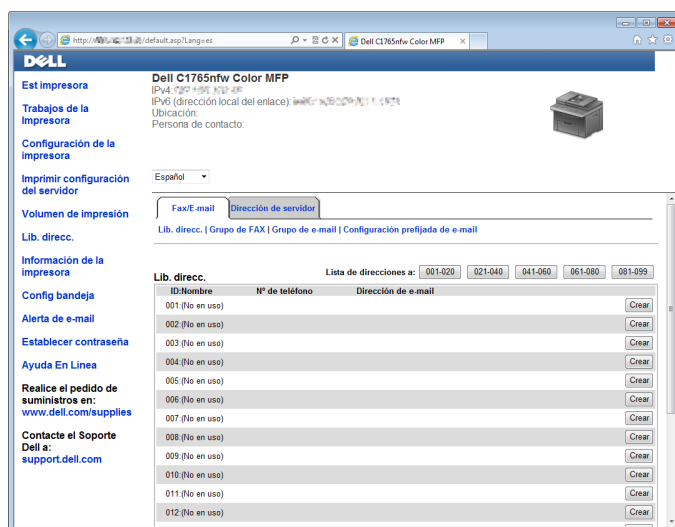 http://
/default.asp?Lang=es
Dell C1765nfw Color MFP
DELL
Est impresora
Trabajos de la
Impresora
Configuración de la
impresora
Imprimir configuración
del servidor
Volumen de impresión
Lib. direcc.
Información de la
impresora
Config bandeja
Alerta de e-mail
Establecer contraseña
Ayuda En Línea
Realice el pedido de
suministros en:
www.dell.com/supplies
Contacte el Soporte
Dell a:
support.dell.com
Dell C1765nfw Color MFP
IPv4:
IPv6 (dirección local del enlace):
Ubicación:
Persona de contacto:
Español
Fax/E-mail Dirección de servidor
Lib. direcc. | Grupo de FAX | Grupo de e-mail | Configuración prefijada de e-mail
Lib. direcc. Lista de direcciones a: 001-020 021-040 041-060 061-080 081-099
ID:Nombre Nº de teléfono Dirección de e-mail
001:(No en uso) Crear
002:(No en uso) Crear
003:(No en uso) Crear
004:(No en uso) Crear
005:(No en uso) Crear
006:(No en uso) Crear
007:(No en uso) Crear
008:(No en uso) Crear
009:(No en uso) Crear
010:(No en uso) Crear
011:(No en uso) Crear
012:(No en uso) Crear